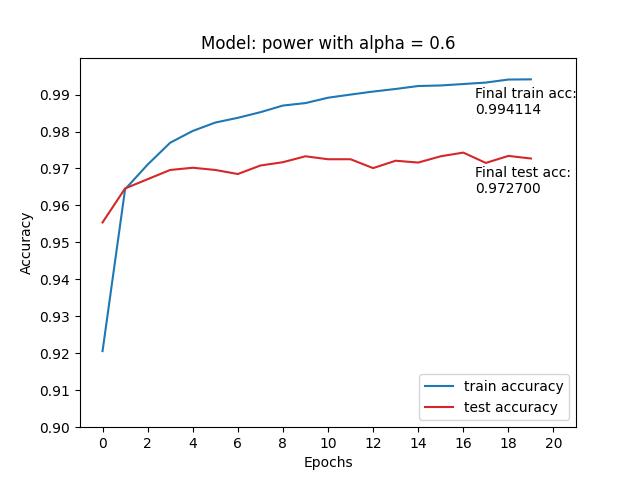 Model: power with alpha = 0.6
Accuracy
0.99
0.98
0.97
0.96
0.95
0.94
0.93
0.92
0.91
0.90
Final train acc:
0.994114
Final test acc:
0.972700
train accuracy
test accuracy
0 2 4 6 8 10 12 14 16 18 20
Epochs